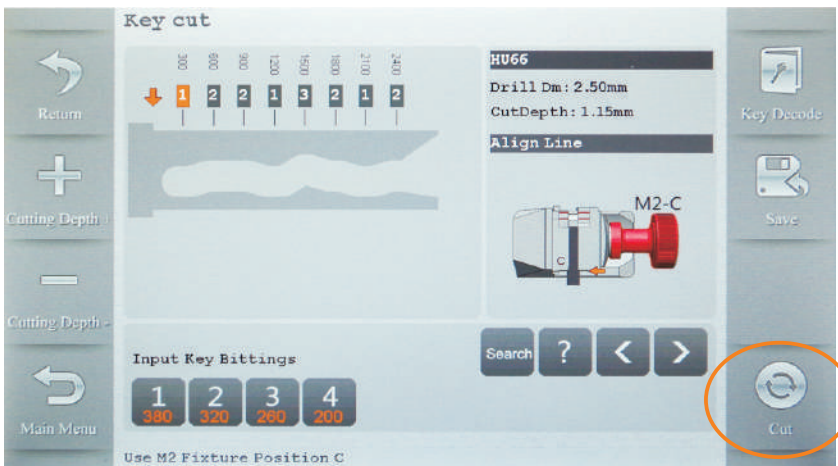 Key cut
Return
Cutting Depth +
Cutting Depth -
Main Menu
300 600 900 1200 1500 1800 2100 2400
1 2 2 1 3 2 1 2
HU66
Drill Dm: 2.50mm
CutDepth: 1.15mm
Align Line
M2-C
C
Search ? < >
Input Key Bittings
1 2 3 4
380 320 260 200
Use M2 Fixture Position C
Key Decode
Save
Cut